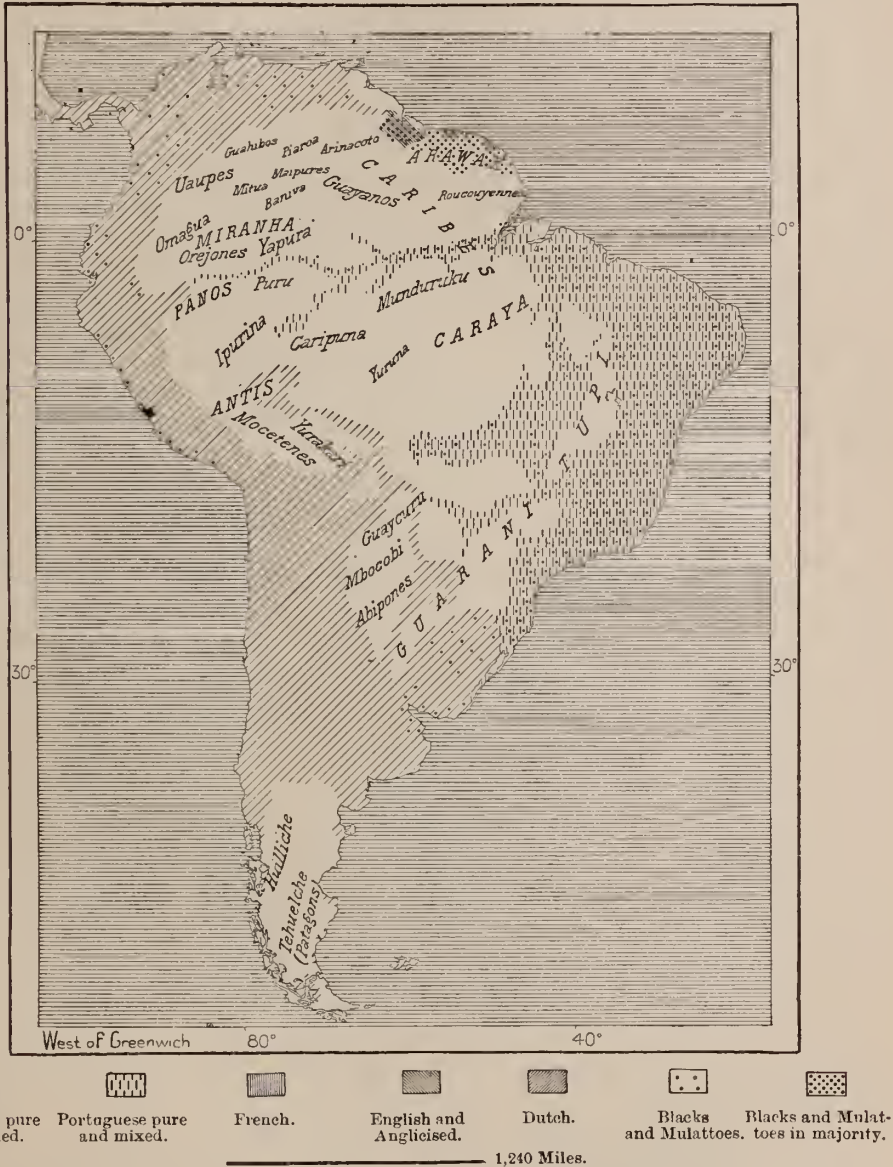 Guahibos
Piaroa
Arinacoto
ARAWA
Uaupes
Mitua
Maipures
Baniva
Guayanos
CARIBES
Roucouyenne
0°
Omagua
MIRANHA
Orejones
Yapura
0°
PANOS
Puru
Munduruku
Ipurina
Caripuna
Yuruna
CARAYA
ANTIS
Mocetenes
Yurakari
Guaycuru
Mbocobi
Abipones
GUARANI TUPI
30°
30°
Huilliche
Tehuelche
(Patagons)
West of Greenwich
80°
40°
pure
ed.
Portuguese pure
and mixed.
French.
English and
Anglicised.
Dutch.
Blacks
and Mulattoes.
Blacks and Mulat-
toes in majority.
1,240 Miles.